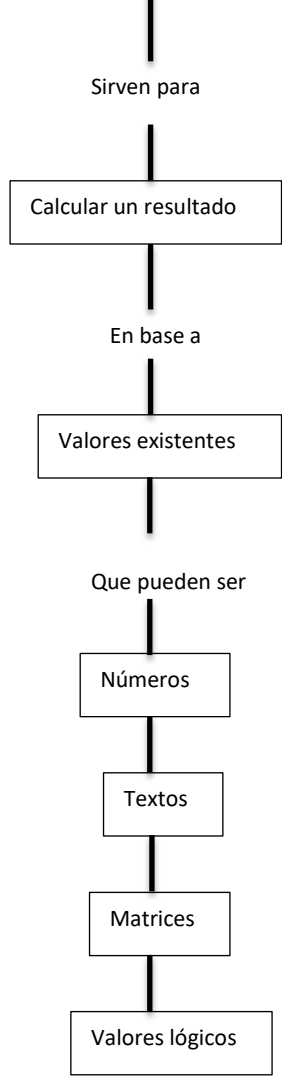 Sirven para
Calcular un resultado
En base a
Valores existentes
Que pueden ser
Números
Textos
Matrices
Valores lógicos